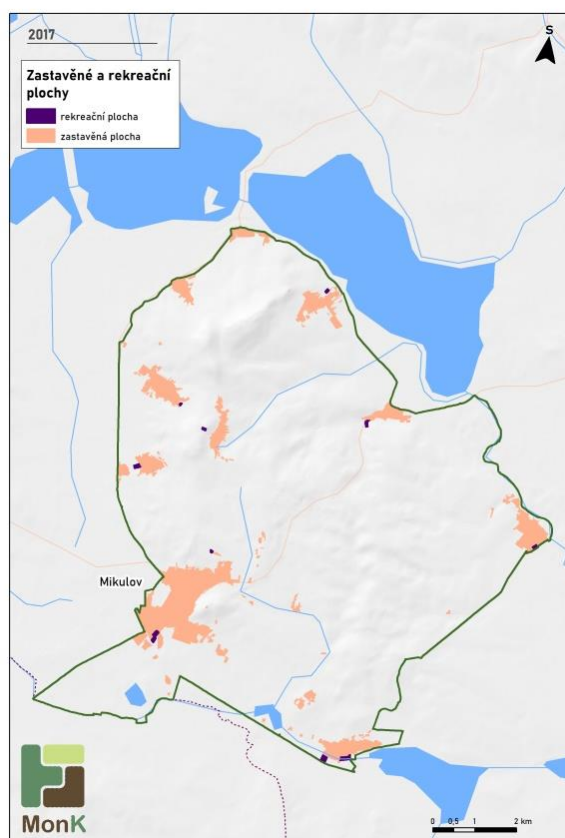 2017
S
Zastavěné a rekreační
plochy
rekreační plocha
zastavěná plocha
Mikulov
MonK
0 0,5 1 2 km